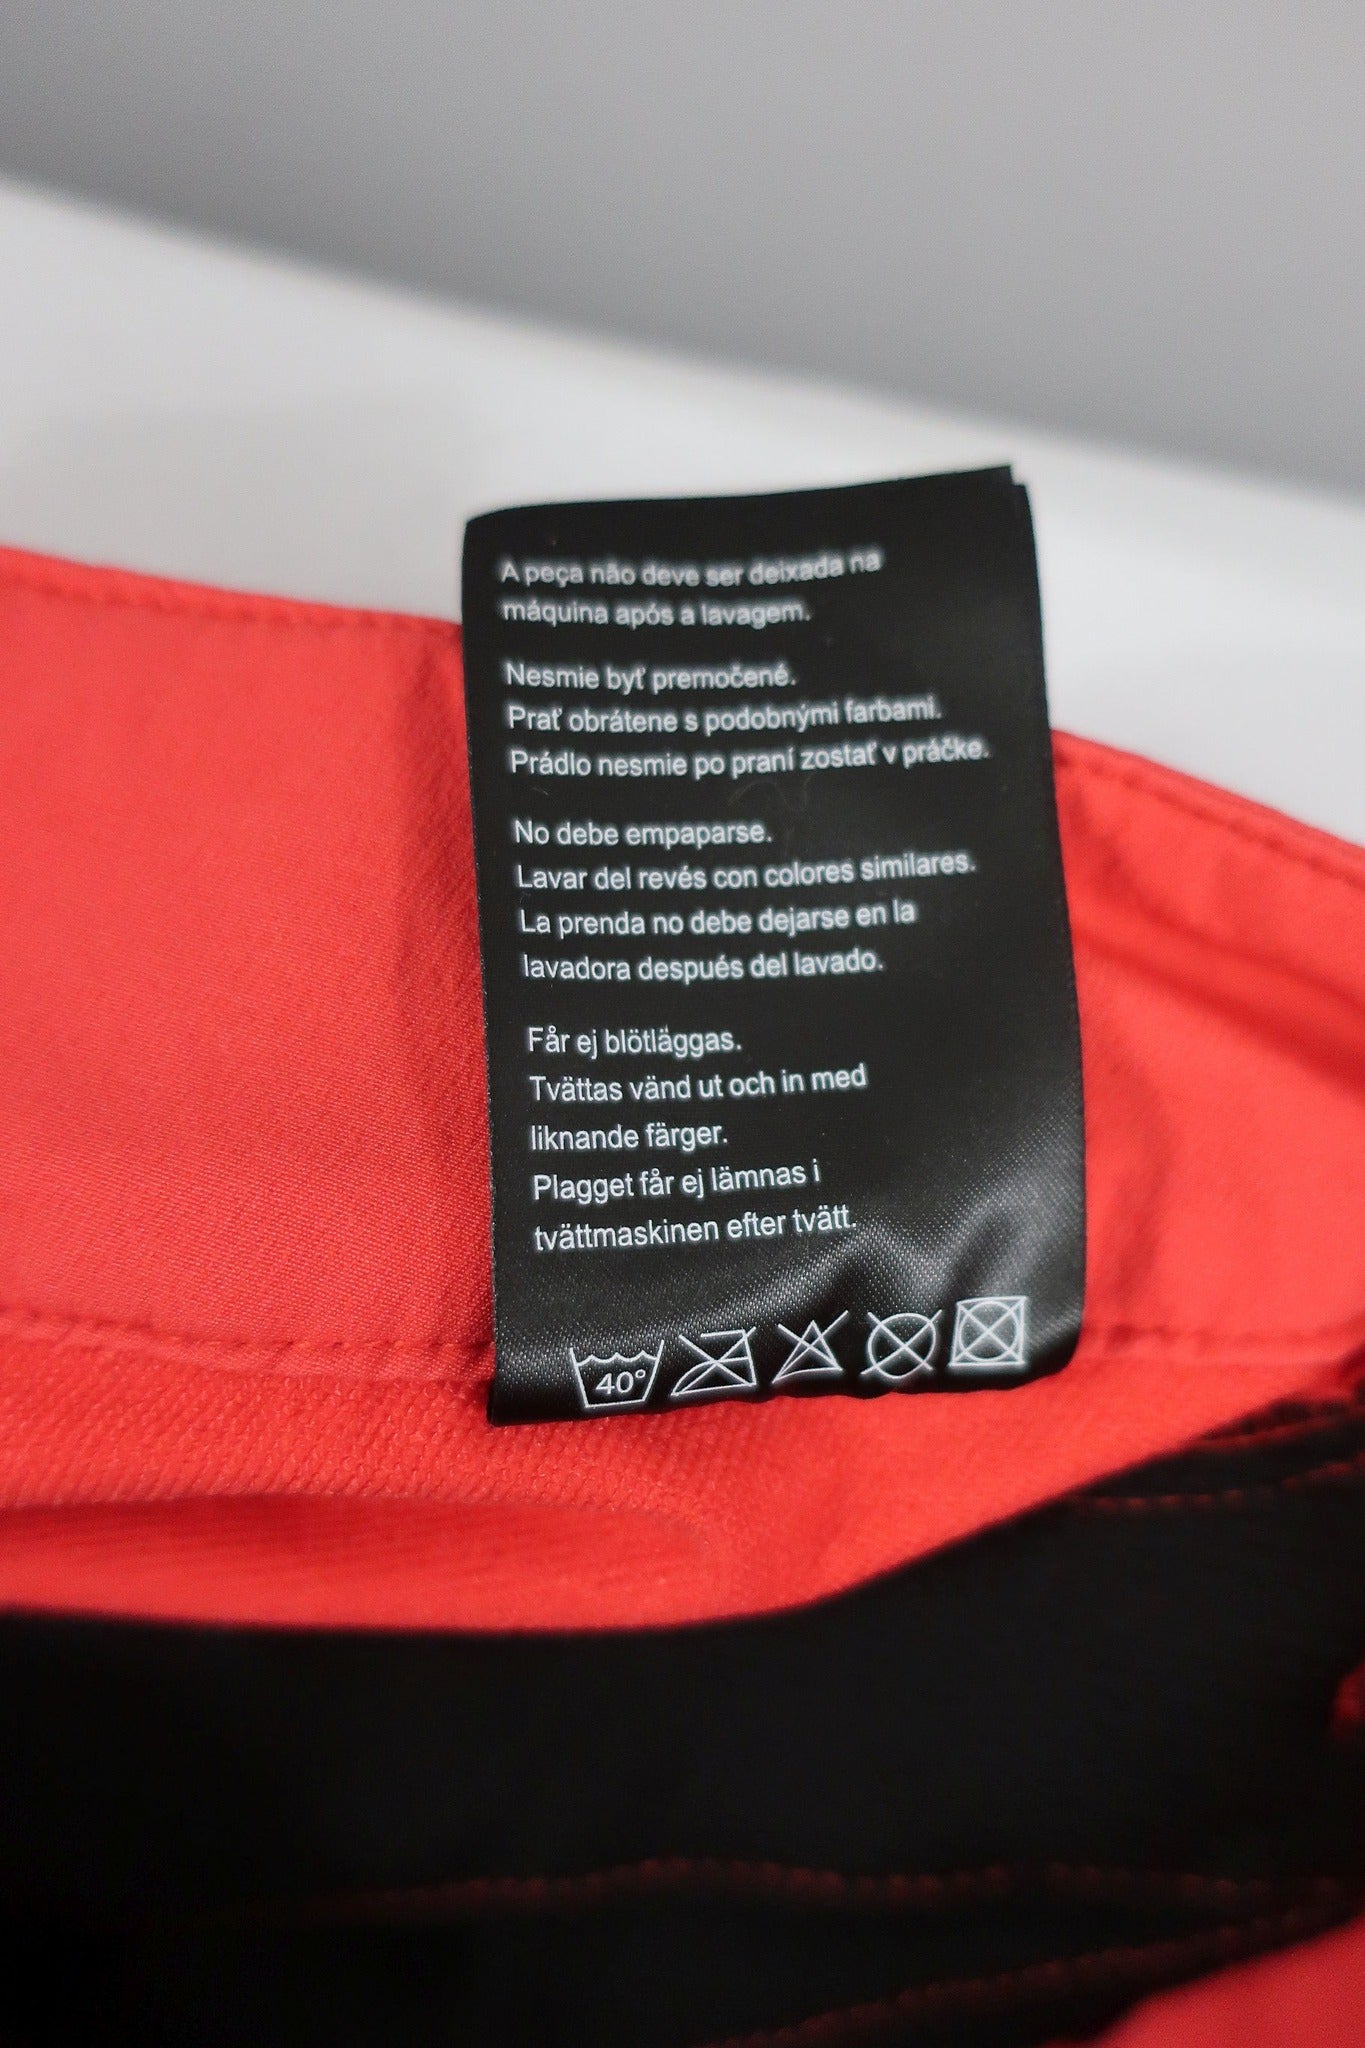 A peça não deve ser deixada na
máquina após a lavagem.
Nesmie byť premočené.
Prať obrátene s podobnými farbami.
Prádlo nesmie po praní zostať v práčke.
No debe empaparse.
Lavar del revés con colores similares.
La prenda no debe dejarse en la
lavadora después del lavado.
Får ej blötläggas.
Tvättas vänd ut och in med
liknande färger.
Plagget får ej lämnas i
tvättmaskinen efter tvätt.
40°